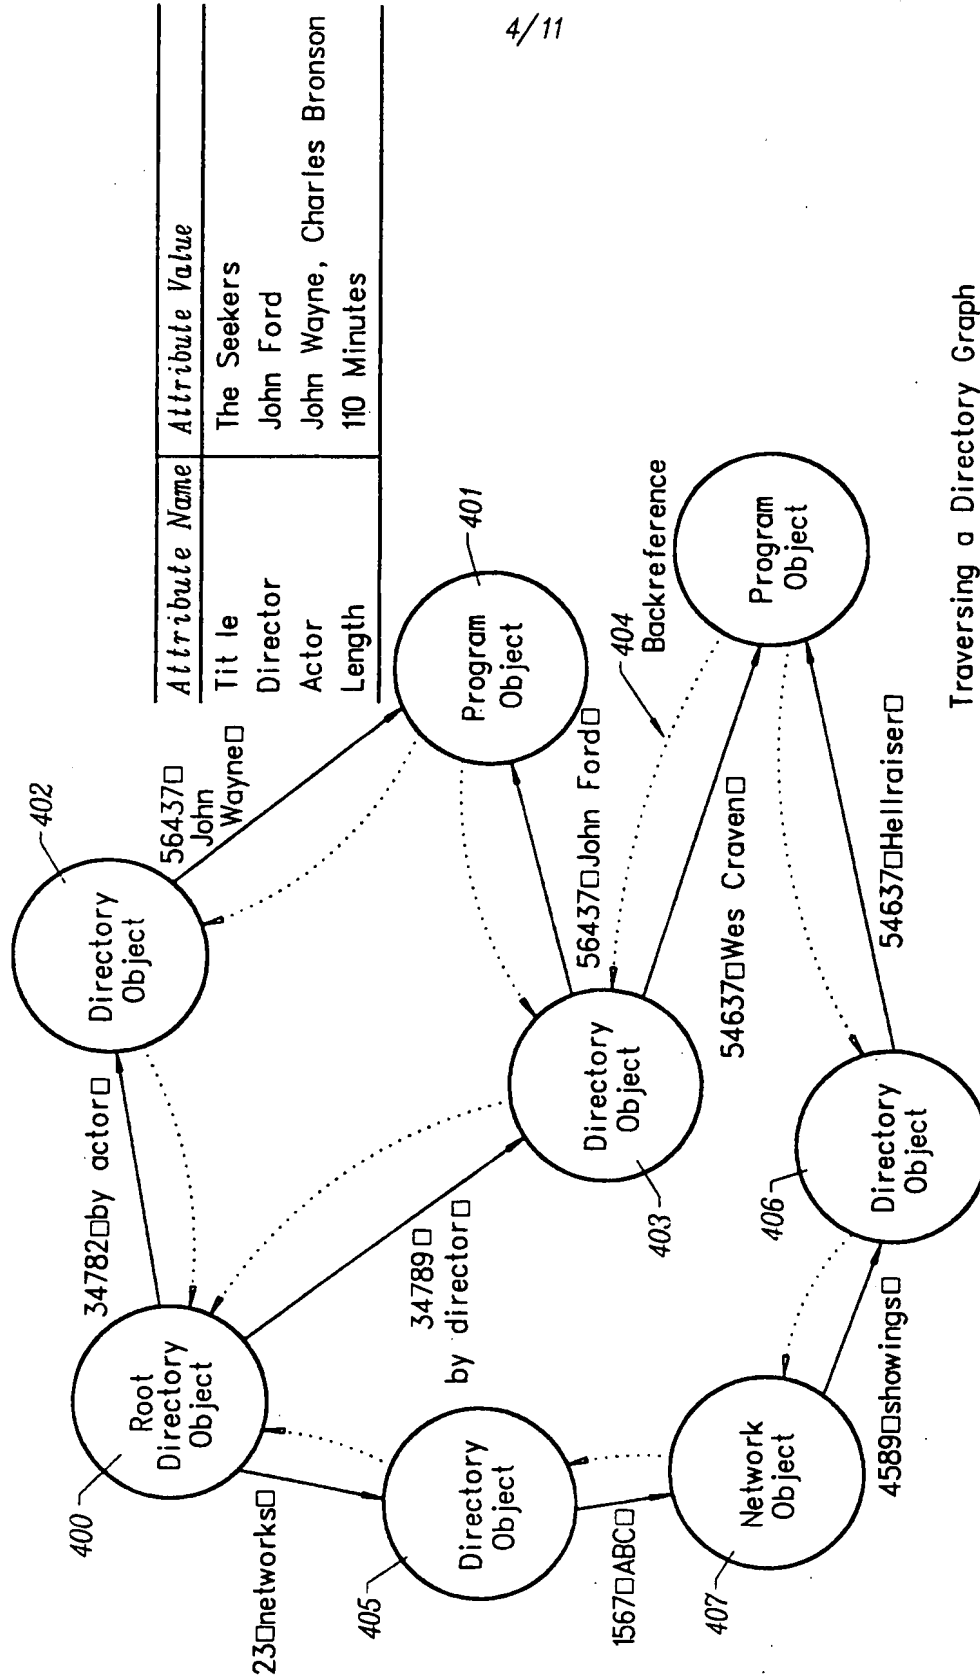 4/11
Attribute Name Attribute Value
Tit le The Seekers
Director John Ford
Actor John Wayne, Charles Bronson
Length 110 Minutes
402
Directory
Object
56437□
John
Wayne□
401
Program
Object
34782□by actor□
400
Root
Directory
Object
34789□
by director□
403
Directory
Object
56437□John Ford□
404
Backreference
Program
Object
54637□Wes Craven□
23□networks□
405
Directory
Object
1567□ABC□
407
Network
Object
4589□showings□
406
Directory
Object
54637□Hellraiser□
Traversing a Directory Graph